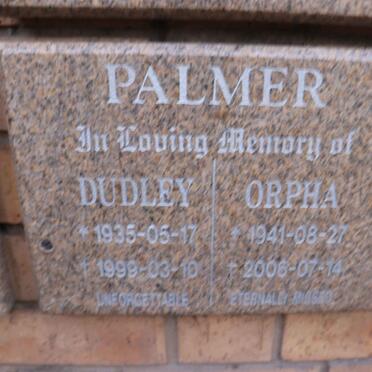 PALMER
In Loving Memory of
DUDLEY ORPHA
* 1935-05-17 * 1941-08-27
† 1999-03-10 † 2006-07-14
UNFORGETTABLE ETERNALLY MISSED